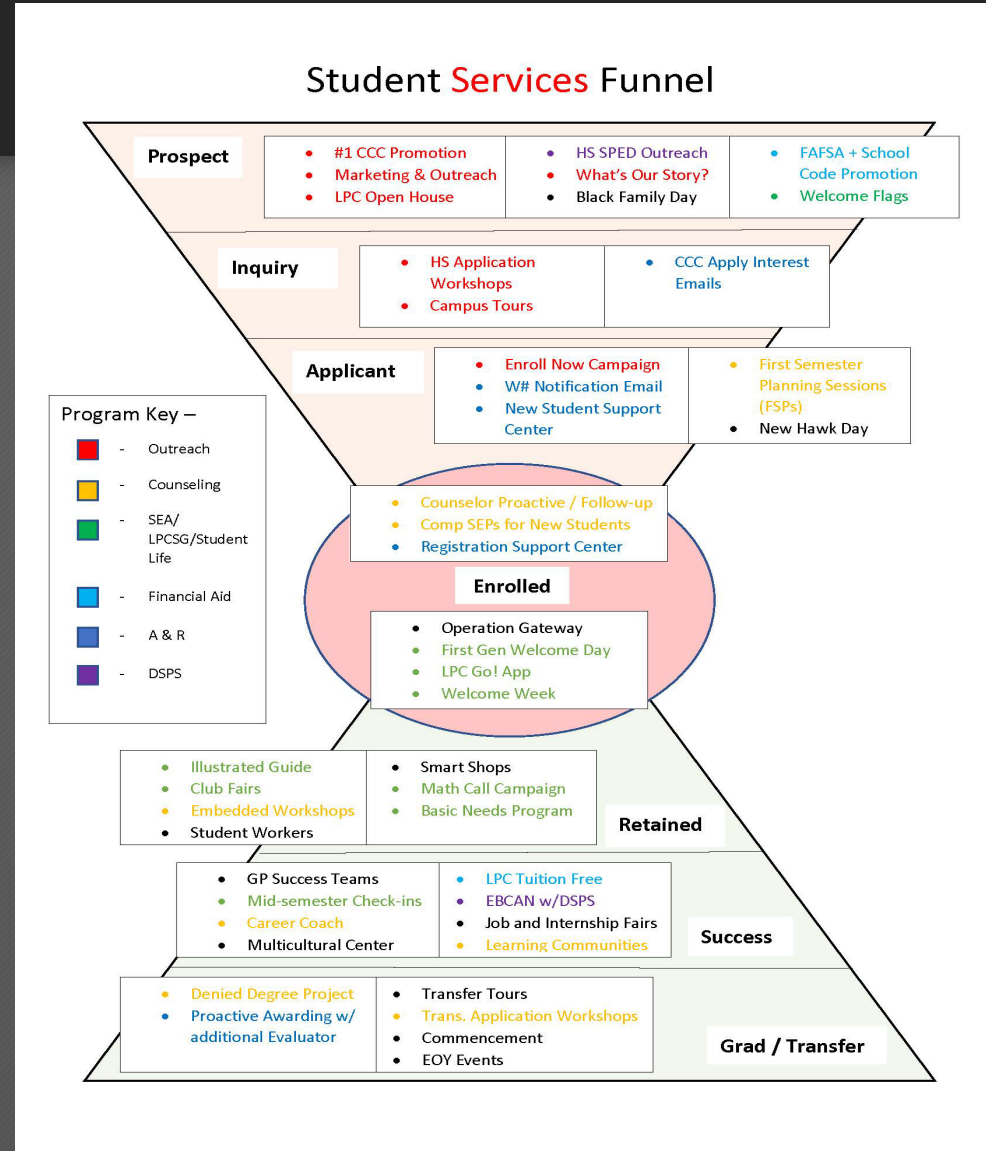 Student Services Funnel
Prospect
• #1 CCC Promotion
• Marketing & Outreach
• LPC Open House
• HS SPED Outreach
• What's Our Story?
• Black Family Day
• FAFSA + School
Code Promotion
• Welcome Flags
Inquiry
• HS Application
Workshops
• Campus Tours
• CCC Apply Interest
Emails
Applicant
• Enroll Now Campaign
• W# Notification Email
• New Student Support
Center
• First Semester
Planning Sessions
(FSPs)
• New Hawk Day
Program Key –
- Outreach
- Counseling
- SEA/
LPCSG/Student
Life
- Financial Aid
- A & R
- DSPS
• Counselor Proactive / Follow-up
• Comp SEPs for New Students
• Registration Support Center
Enrolled
• Operation Gateway
• First Gen Welcome Day
• LPC Go! App
• Welcome Week
• Illustrated Guide
• Club Fairs
• Embedded Workshops
• Student Workers
• Smart Shops
• Math Call Campaign
• Basic Needs Program
Retained
• GP Success Teams
• Mid-semester Check-ins
• Career Coach
• Multicultural Center
• LPC Tuition Free
• EBCAN w/DSPS
• Job and Internship Fairs
• Learning Communities
Success
• Denied Degree Project
• Proactive Awarding w/
additional Evaluator
• Transfer Tours
• Trans. Application Workshops
• Commencement
• EOY Events
Grad / Transfer